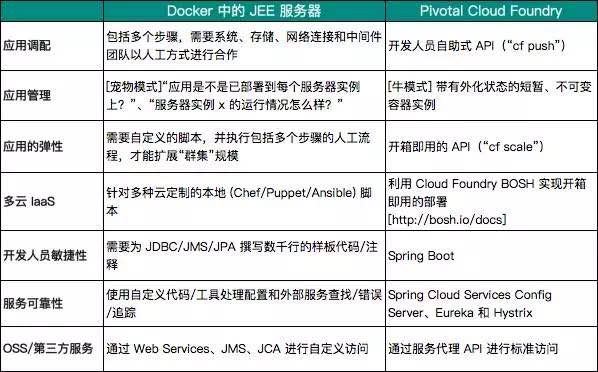 Docker 中的 JEE 服务器
Pivotal Cloud Foundry
应用调配
包括多个步骤，需要系统、存储、网络连接和中间件
团队以人工方式进行合作
开发人员自助式 API（“cf push”）
应用管理
[宠物模式]“应用是不是已部署到每个服务器实例
上？”、“服务器实例 x 的运行情况怎么样？”
[牛模式] 带有外化状态的短暂、不可变
容器实例
应用的弹性
需要自定义的脚本，并执行包括多个步骤的人工流
程，才能扩展“群集”规模
开箱即用的 API（“cf scale”）
多云 IaaS
针对多种云定制的本地 (Chef/Puppet/Ansible) 脚
本
利用 Cloud Foundry BOSH 实现开箱
即用的部署
[http://bosh.io/docs]
开发人员敏捷性
需要为 JDBC/JMS/JPA 撰写数千行的样板代码/注
释
Spring Boot
服务可靠性
使用自定义代码/工具处理配置和外部服务查找/错误
/追踪
Spring Cloud Services Config
Server、Eureka 和 Hystrix
OSS/第三方服务
通过 Web Services、JMS、JCA 进行自定义访问
通过服务代理 API 进行标准访问